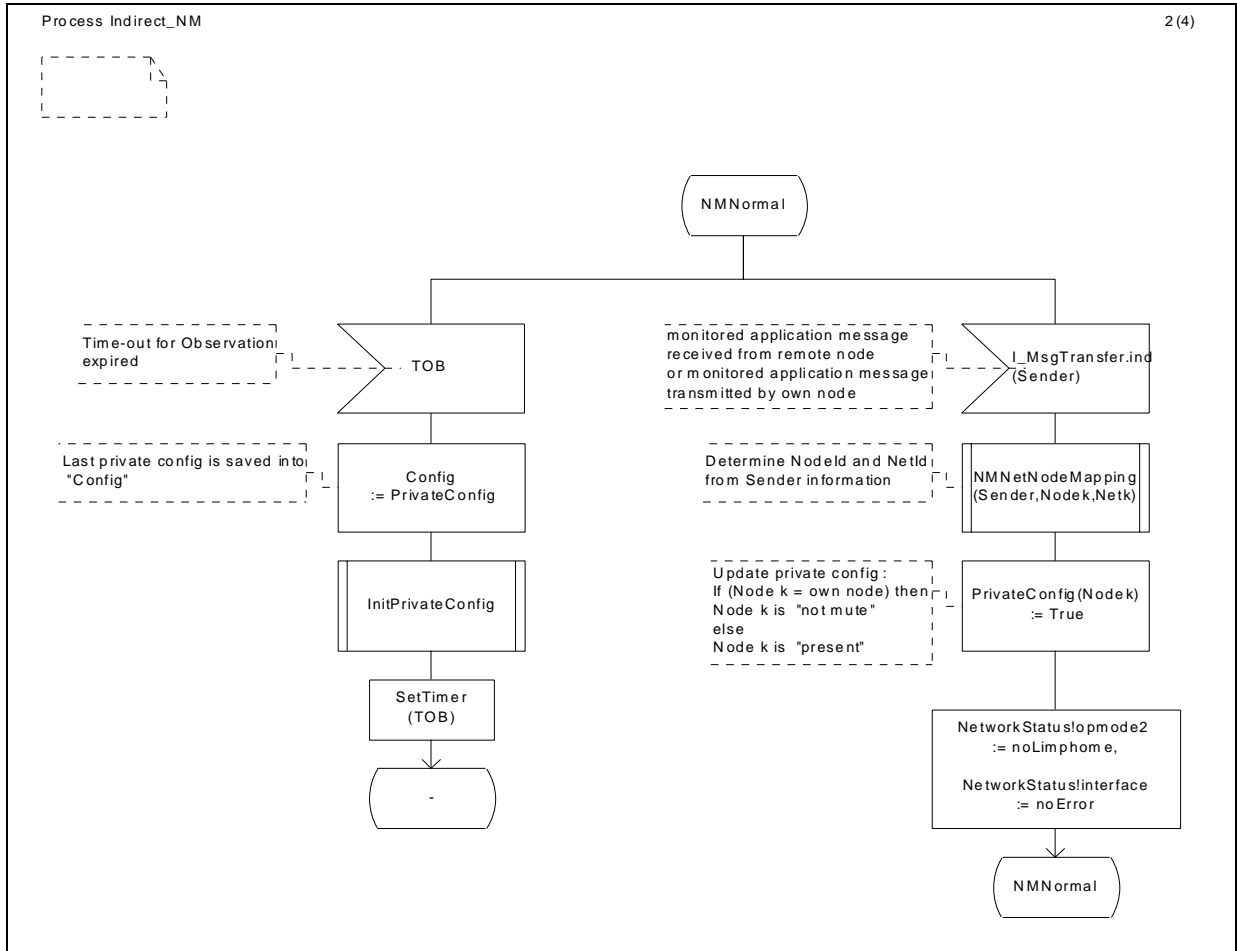 Process Indirect_NM
2(4)
NMNormal
Time-out for Observation
expired
TOB
monitored application message
received from remote node
or monitored application message
transmitted by own node
I_MsgTransfer.ind
(Sender)
Last private config is saved into
"Config"
Config
:= PrivateConfig
Determine NodeId and NetId
from Sender information
NMNetNodeMapping
(Sender,Nodek,Netk)
InitPrivateConfig
Update private config :
If (Node k = own node) then
Node k is "not mute"
else
Node k is "present"
PrivateConfig(Nodek)
:= True
SetTimer
(TOB)
-
NetworkStatus!opmode2
:= noLimphome,
NetworkStatus!interface
:= noError
NMNormal